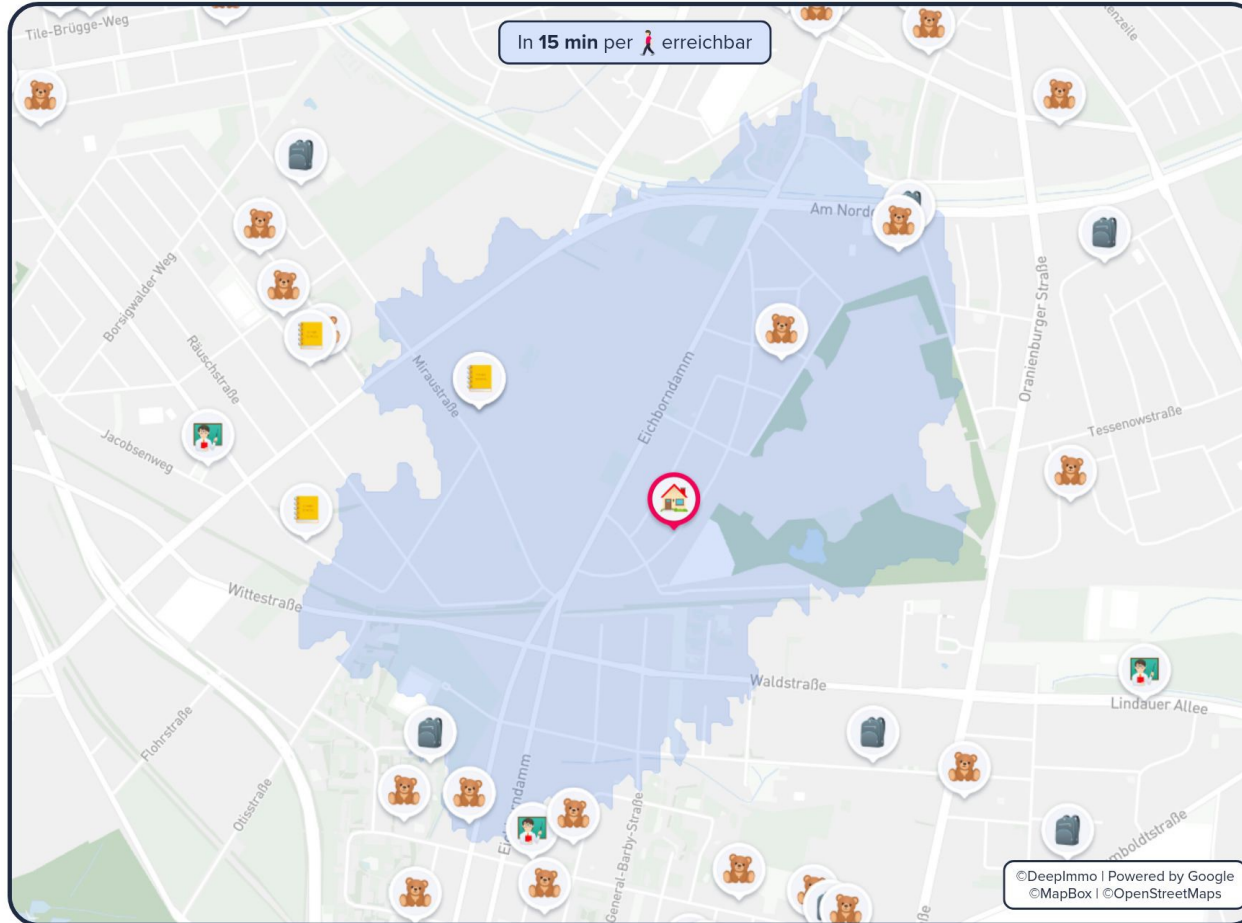 Tile-Brügge-Weg
In 15 min per erreichbar
Am Norde
Borsigwalder Weg
Räuschstraße
Miraustraße
Eichborndamm
Oranienburger Straße
Tessenowstraße
Jacobsenweg
Wittestraße
Waldstraße
Lindauer Allee
Flohrstraße
Otisstraße
General-Barby-Straße
mboldtstraße
©DeepImmo | Powered by Google
©MapBox | ©OpenStreetMaps